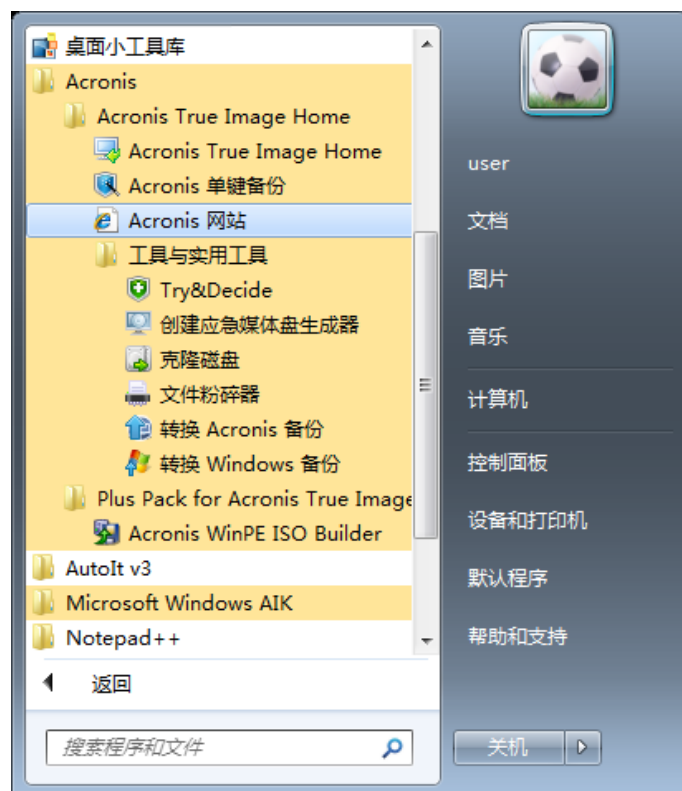 桌面小工具库
Acronis
Acronis True Image Home
Acronis True Image Home
Acronis 单键备份
Acronis 网站
工具与实用工具
Try&Decide
创建应急媒体盘生成器
克隆磁盘
文件粉碎器
转换 Acronis 备份
转换 Windows 备份
Plus Pack for Acronis True Image
Acronis WinPE ISO Builder
AutoIt v3
Microsoft Windows AIK
Notepad++
返回
搜索程序和文件
user
文档
图片
音乐
计算机
控制面板
设备和打印机
默认程序
帮助和支持
关机